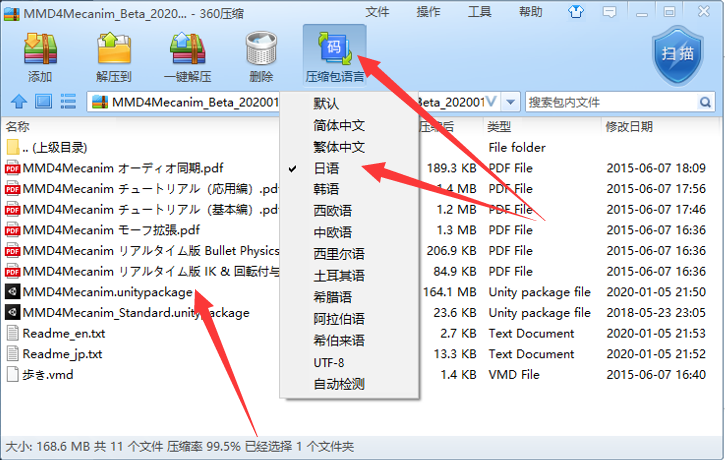 MMD4Mecanim_Beta_2020... - 360压缩
文件 操作 工具 帮助
添加 解压到 一键解压 删除 码 压缩包语言 扫描
MMD4Mecanim_Beta_202001 Beta_202001 搜索包内文件
名称 压缩后 类型 修改日期
.. (上级目录) File folder
MMD4Mecanim オーディオ同期.pdf 189.3 KB PDF File 2015-06-07 18:09
MMD4Mecanim チュートリアル（応用編）.pdf 1.4 MB PDF File 2015-06-07 17:56
MMD4Mecanim チュートリアル（基本編）.pdf 1.2 MB PDF File 2015-06-07 17:46
MMD4Mecanim モーフ拡張.pdf 1.3 MB PDF File 2015-06-07 16:36
MMD4Mecanim リアルタイム版 Bullet Physics 206.9 KB PDF File 2015-06-07 16:36
MMD4Mecanim リアルタイム版 IK & 回転付与 84.9 KB PDF File 2015-06-07 16:36
MMD4Mecanim.unitypackage 164.1 MB Unity package file 2020-01-05 21:50
MMD4Mecanim_Standard.unitypackage 23.6 KB Unity package file 2018-05-23 23:05
Readme_en.txt 2.7 KB Text Document 2020-01-05 21:53
Readme_jp.txt 13.3 KB Text Document 2020-01-05 21:52
歩き.vmd 1.4 KB VMD File 2015-06-07 16:40
默认
简体中文
繁体中文
日语
韩语
西欧语
中欧语
西里尔语
土耳其语
希腊语
阿拉伯语
希伯来语
UTF-8
自动检测
大小: 168.6 MB 共 11 个文件 压缩率 99.5% 已经选择 1 个文件夹